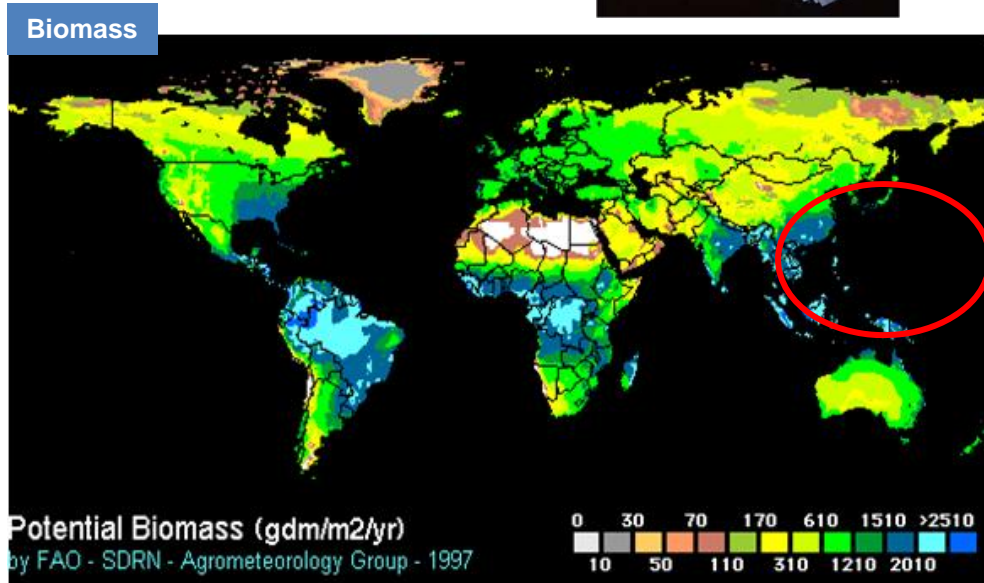 Biomass
Potential Biomass (gdm/m2/yr)
by FAO - SDRN - Agrometeorology Group - 1997
0 30 70 170 610 1510 >2510
10 50 110 310 1210 2010